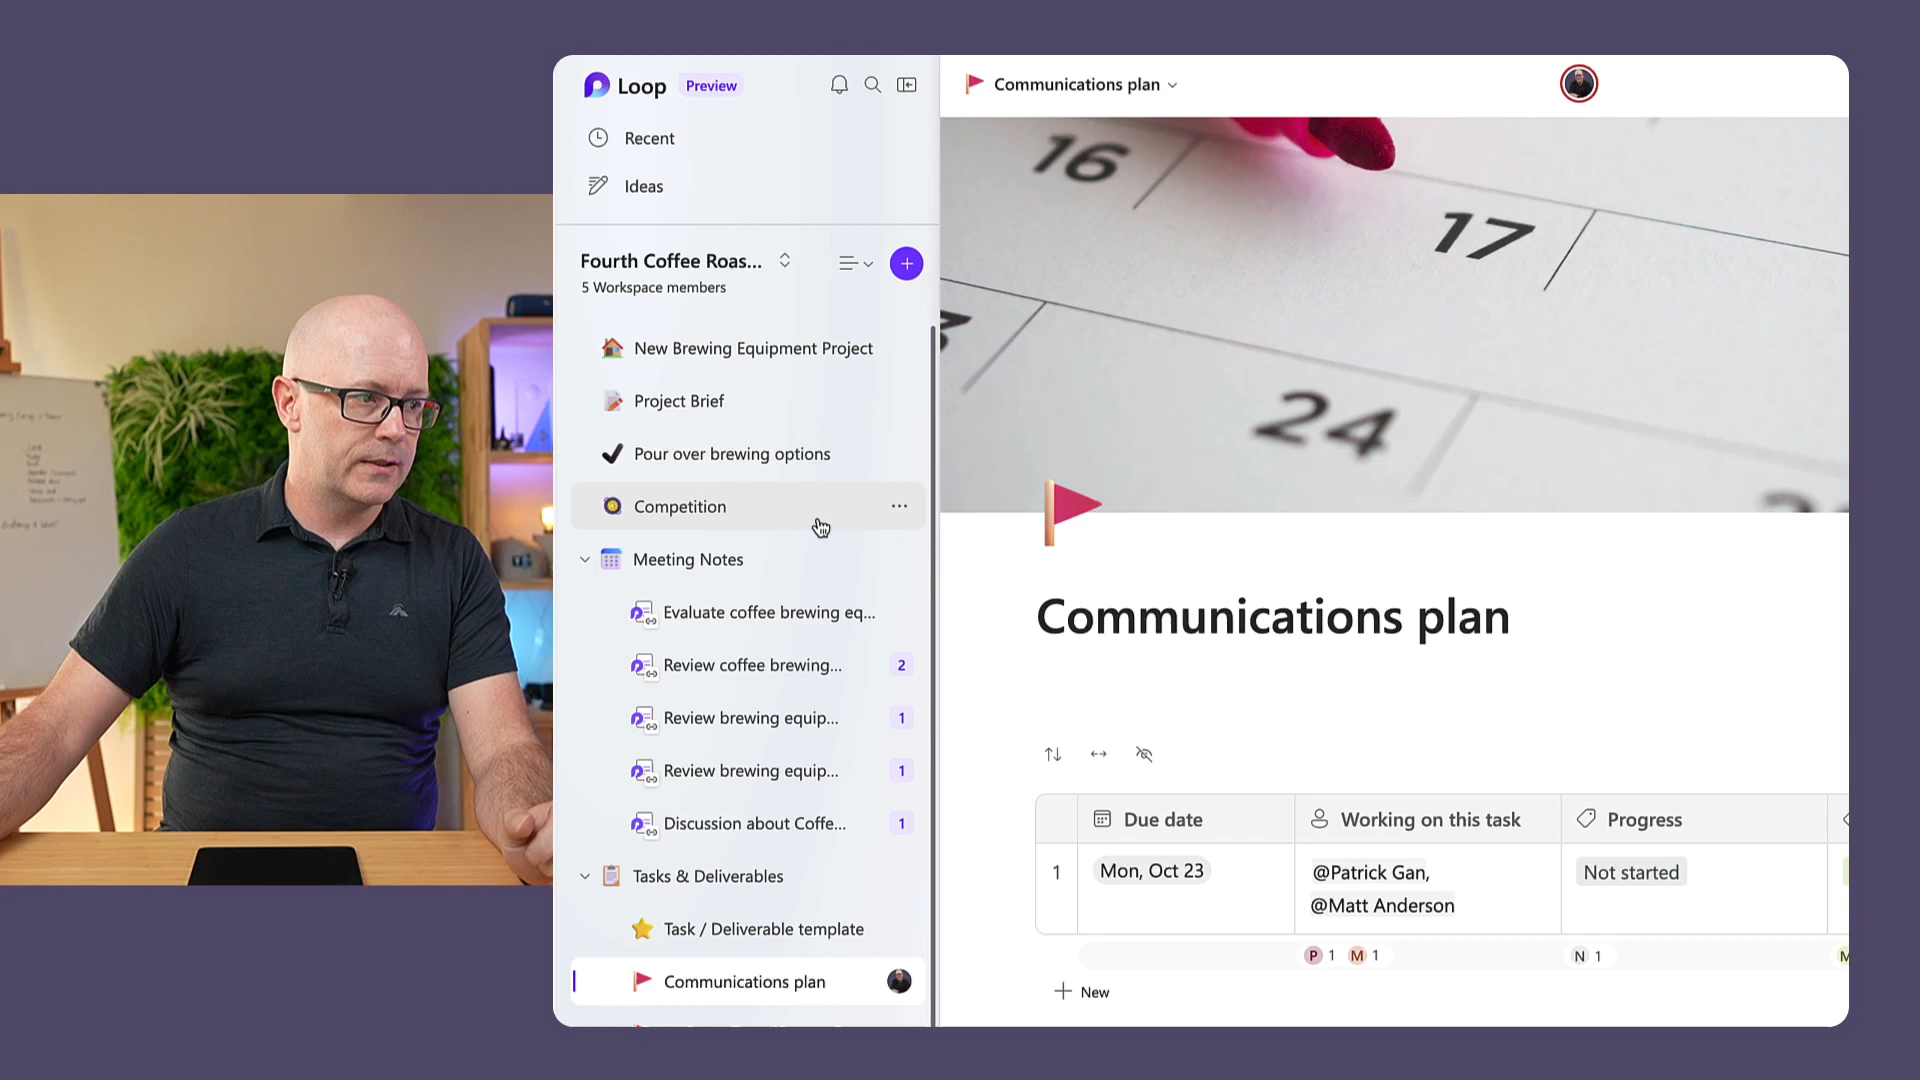 Loop Preview
Recent
Ideas
Fourth Coffee Roas...
5 Workspace members
New Brewing Equipment Project
Project Brief
Pour over brewing options
Competition
Meeting Notes
Evaluate coffee brewing eq...
Review coffee brewing... 2
Review brewing equip... 1
Review brewing equip... 1
Discussion about Coffe... 1
Tasks & Deliverables
Task / Deliverable template
Communications plan
Communications plan
16
17
24
Communications plan
Due date Working on this task Progress
1 Mon, Oct 23 @Patrick Gan, Not started
@Matt Anderson
P 1 M 1 N 1
New